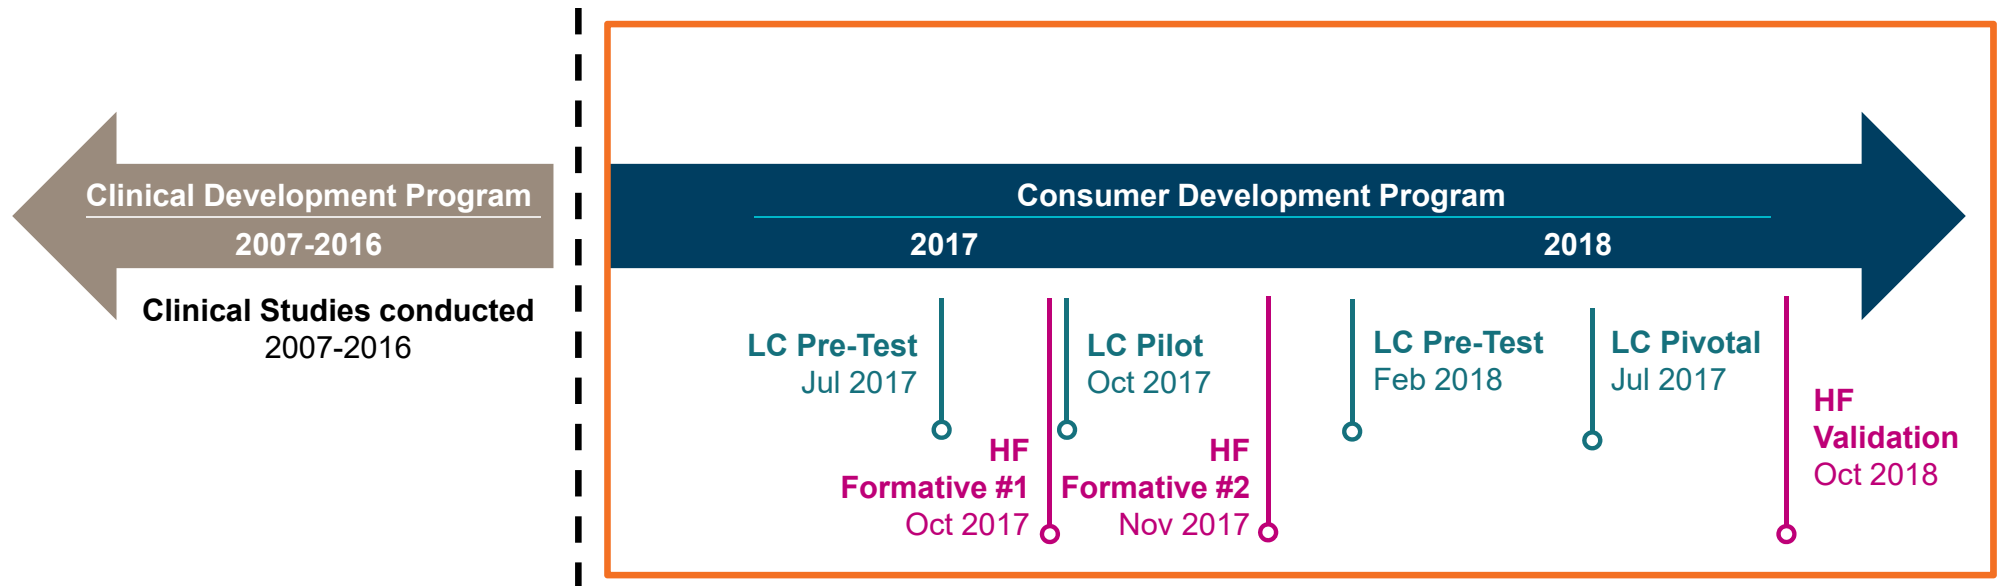 Clinical Development Program
2007-2016
Clinical Studies conducted
2007-2016
Consumer Development Program
2017
2018
LC Pre-Test
Jul 2017
HF
Formative #1
Oct 2017
LC Pilot
Oct 2017
HF
Formative #2
Nov 2017
LC Pre-Test
Feb 2018
LC Pivotal
Jul 2017
HF
Validation
Oct 2018